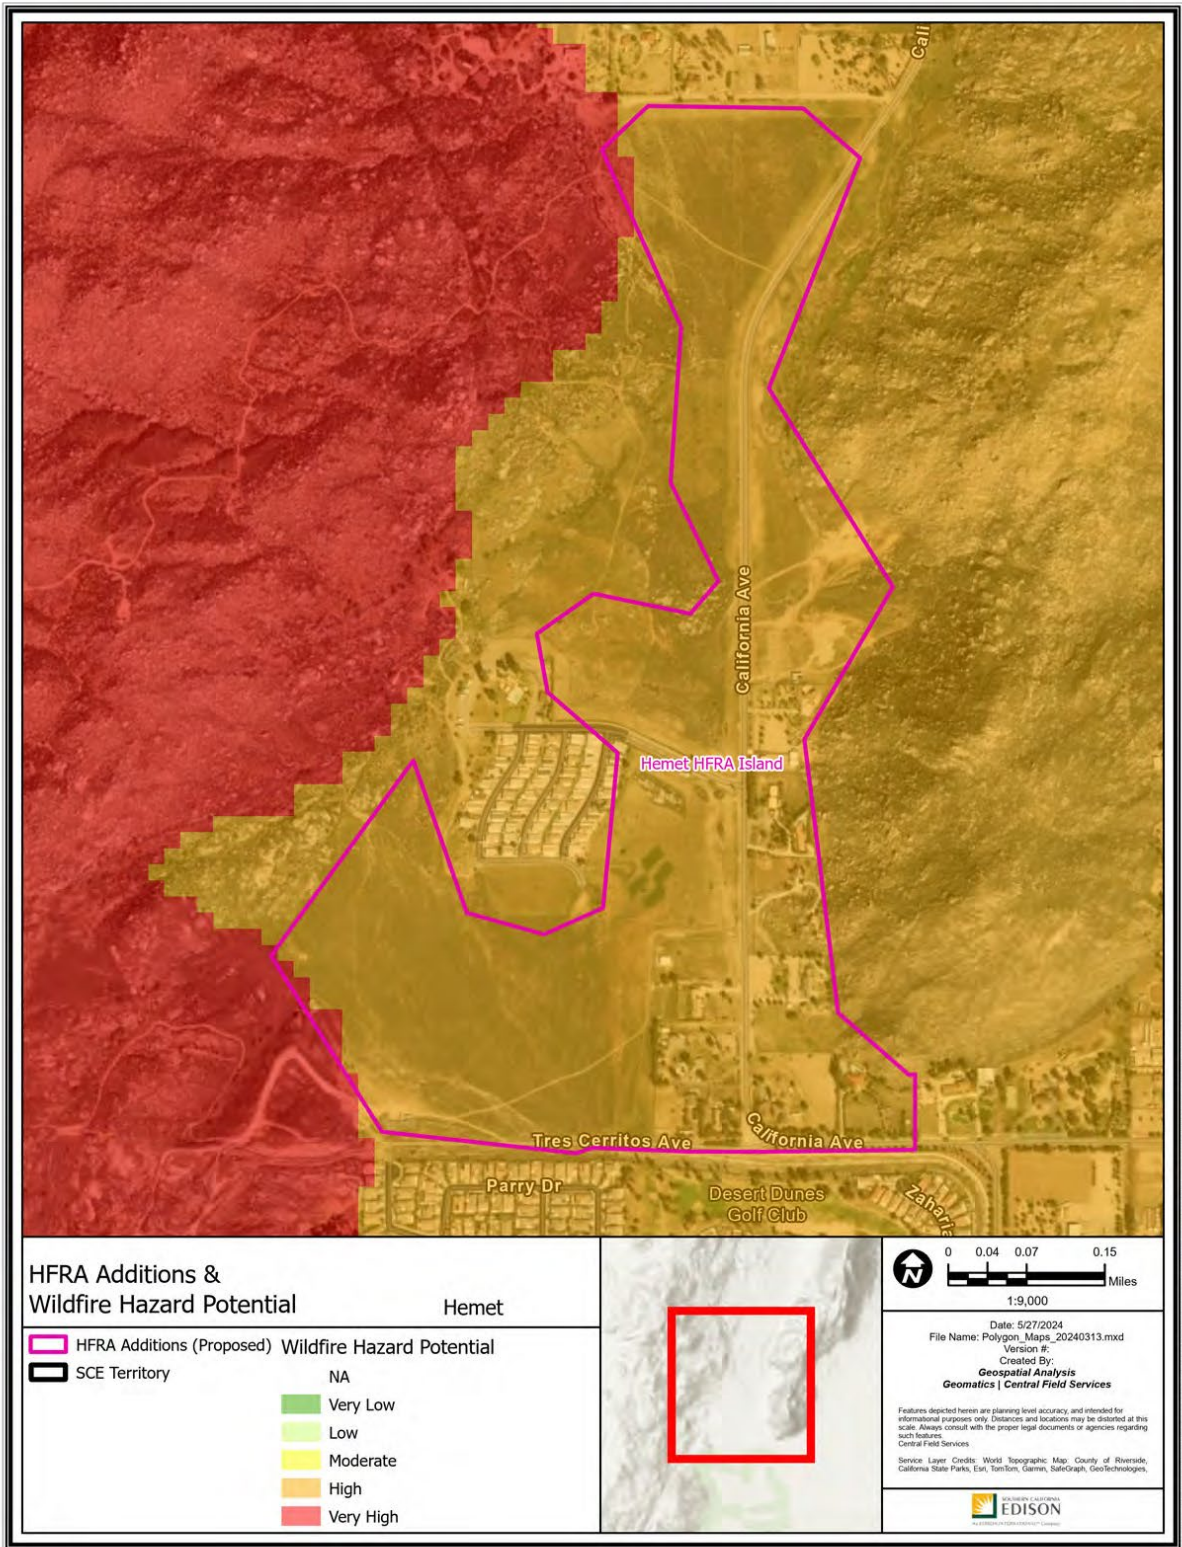 Cali
California Ave
Hemet HFRA Island
Tres Cerritos Ave
California Ave
Parry Dr
Desert Dunes
Golf Club
Zaharia
HFRA Additions &
Wildfire Hazard Potential
Hemet
HFRA Additions (Proposed)
SCE Territory
Wildfire Hazard Potential
NA
Very Low
Low
Moderate
High
Very High
N
0 0.04 0.07 0.15
Miles
1:9,000
Date: 5/27/2024
File Name: Polygon_Maps_20240313.mxd
Version #:
Created By:
Geospatial Analysis
Geomatics | Central Field Services
Features depicted herein are planning level accuracy, and intended for
informational purposes only. Distances and locations may be distorted at this
scale. Always consult with the proper legal documents or agencies regarding
such features.
Central Field Services
Service Layer Credits: World Topographic Map: County of Riverside,
California State Parks, Esri, TomTom, Garmin, SafeGraph, GeoTechnologies,
SOUTHERN CALIFORNIA
EDISON
An EDISON INTERNATIONAL® Company